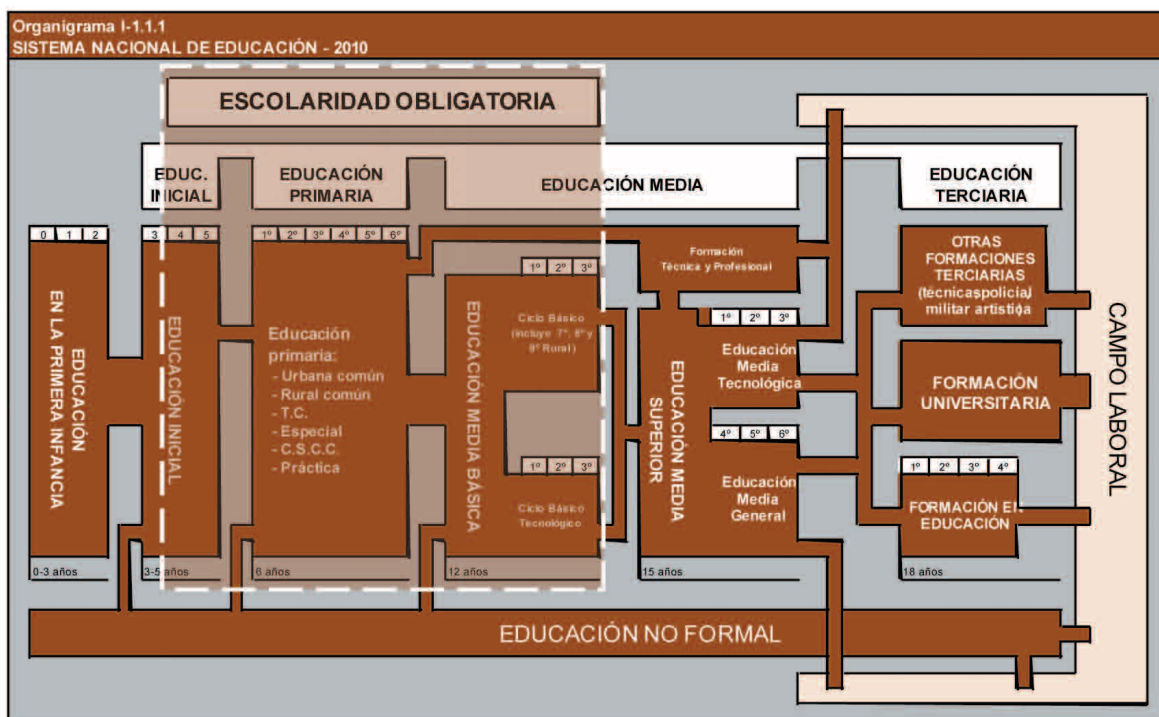 Organigrama I-1.1.1
SISTEMA NACIONAL DE EDUCACIÓN - 2010
ESCOLARIDAD OBLIGATORIA
EDUC.
INICIAL
EDUCACIÓN
PRIMARIA
EDUCACIÓN MEDIA
EDUCACIÓN
TERCIARIA
0 1 2
3 4 5
1º 2º 3º 4º 5º 6º
EDUCACIÓN
EN LA PRIMERA INFANCIA
EDUCACIÓN INICIAL
Educación
primaria:
- Urbana común
- Rural común
- T.C.
- Especial
- C.S.C.C.
- Práctica
EDUCACIÓN MEDIA BÁSICA
1º 2º 3º
Ciclo Básico
(Incluye 7º, 8º y
9º Rural)
1º 2º 3º
Ciclo Básico
Tecnológico
Formación
Técnica y Profesional
EDUCACIÓN MEDIA
SUPERIOR
1º 2º 3º
Educación
Media
Tecnológica
4º 5º 6º
Educación
Media
General
OTRAS
FORMACIONES
TERCIARIAS
(técnicaspolicial
militar artistica
FORMACIÓN
UNIVERSITARIA
1º 2º 3º 4º
FORMACIÓN EN
EDUCACIÓN
CAMPO LABORAL
0-3 años
3-5 años
6 años
12 años
15 años
18 años
EDUCACIÓN NO FORMAL